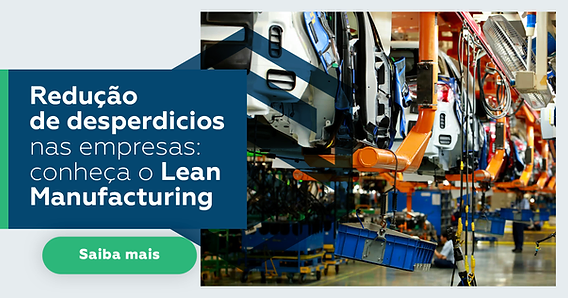 Redução
de desperdicios
nas empresas:
conheça o Lean
Manufacturing
Saiba mais